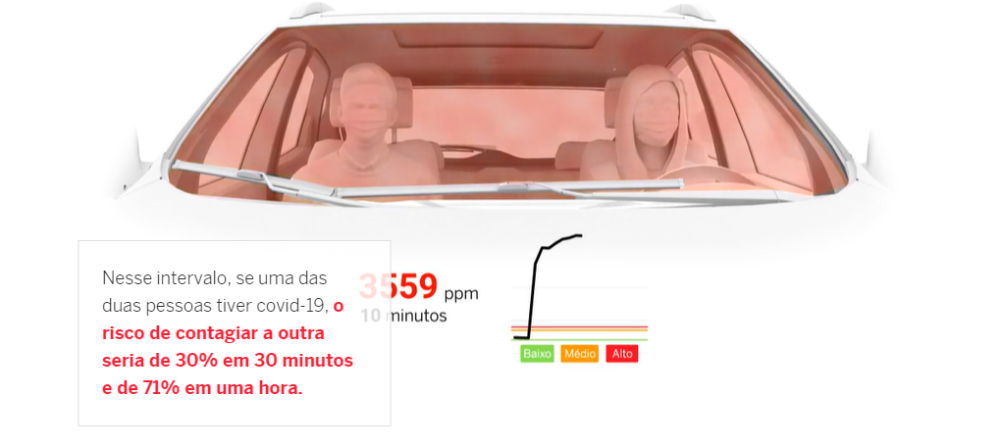 Nesse intervalo, se uma das
duas pessoas tiver covid-19, o
risco de contagiar a outra
seria de 30% em 30 minutos
e de 71% em uma hora.
3559 ppm
10 minutos
Baixo Médio Alto